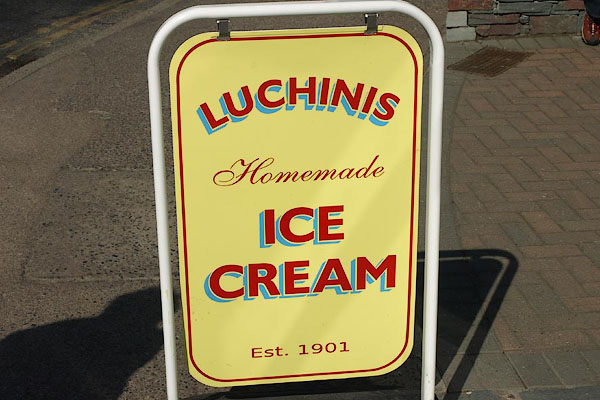 LUCHINIS
Homemade
ICE
CREAM
Est. 1901